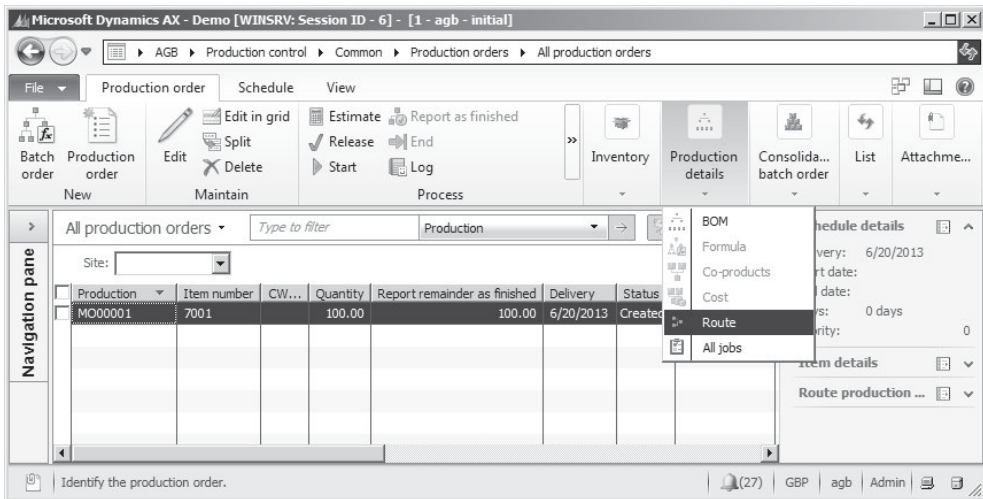 Microsoft Dynamics AX - Demo [WINSRV: Session ID - 6] - [1 - agb - initial]
AGB ▸ Production control ▸ Common ▸ Production orders ▸ All production orders
File Production order Schedule View
Batch order
Production order
New
Edit
Edit in grid
Split
Delete
Maintain
Estimate
Release
Start
Report as finished
End
Log
Process
»
Inventory
Production details
Consolida... batch order
List
Attachme...
BOM
Formula
Co-products
Cost
Route
All jobs
Navigation pane
All production orders
Type to filter
Production
Site:
Production Item number CW... Quantity Report remainder as finished Delivery Status
MO00001 7001 100.00 100.00 6/20/2013 Created
details
6/20/2013
date:
date:
0 days
0
Item details
Route production ...
Identify the production order.
(27) GBP agb Admin